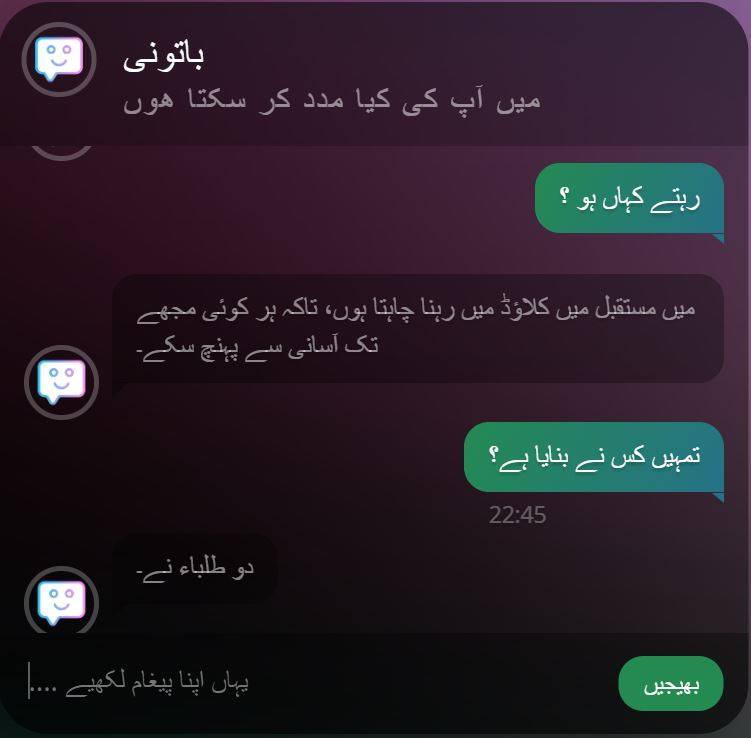 باتونی
میں آپ کی کیا مدد کر سکتا ھوں
رہتے کہاں ہو ؟
میں مستقبل میں کلاؤڈ میں رہنا چاہتا ہوں، تاکہ ہر کوئی مجھے
تک آسانی سے پہنچ سکے۔
تمہیں کس نے بنایا ہے؟
22:45
دو طلباء نے۔
یہاں اپنا پیغام لکھیے ....
بھیجیں